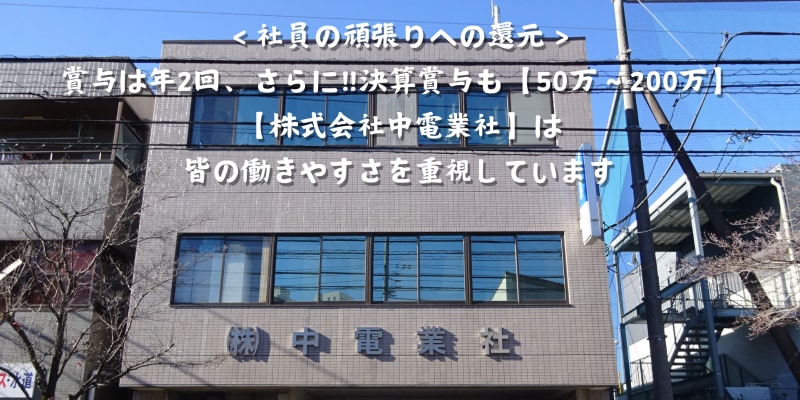 < 社員の頑張りへの還元 >
賞与は年2回、さらに!!決算賞与も【50万~200万】
【株式会社中電業社】は
皆の働きやすさを重視しています
㈱中電業社
ス・水道